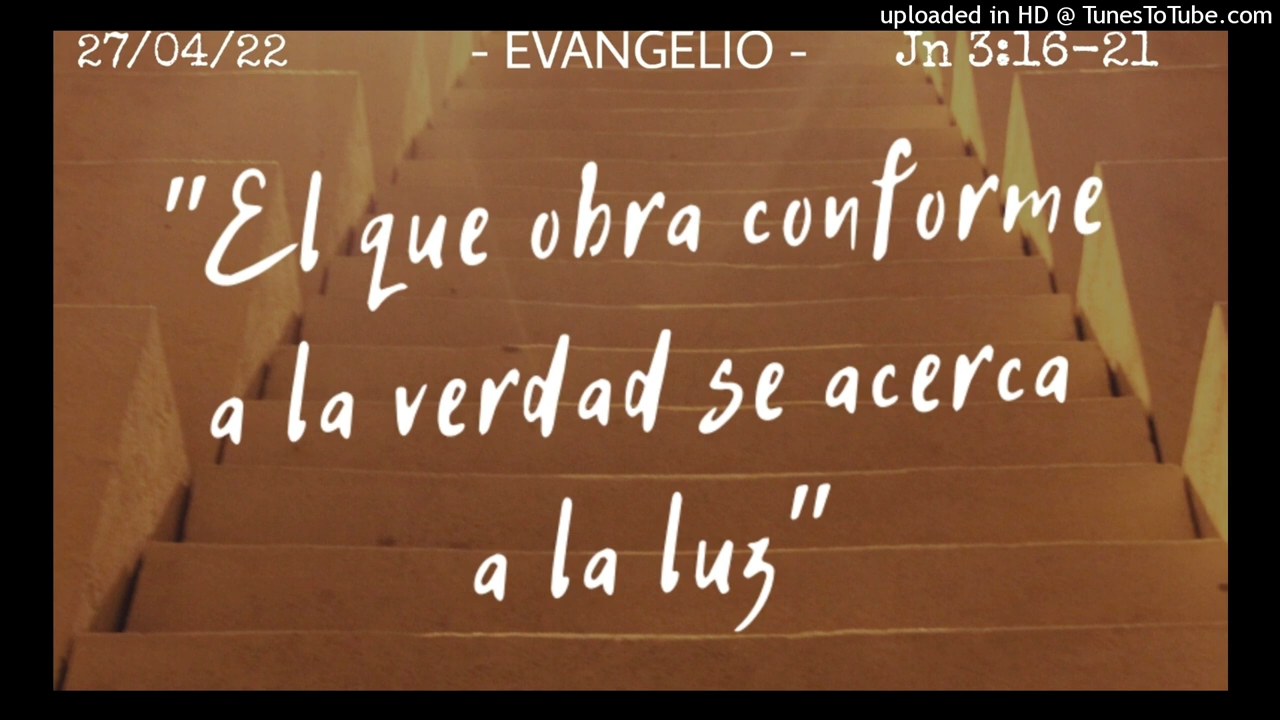 uploaded in HD @ TunesToTube.com
27/04/22 - EVANGELIO - Jn 3:16-21
"El que obra conforme
a la verdad se acerca
a la luz"